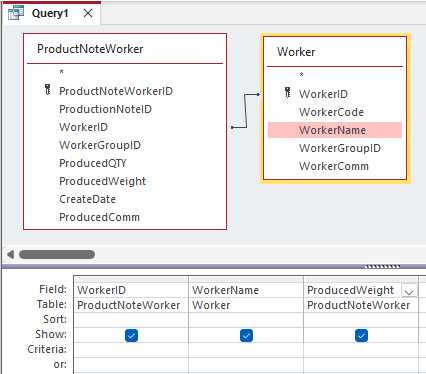 Query1
ProductNoteWorker
*
ProductNoteWorkerID
ProductionNoteID
WorkerID
WorkerGroupID
ProducedQTY
ProducedWeight
CreateDate
ProducedComm
Worker
*
WorkerID
WorkerCode
WorkerName
WorkerGroupID
WorkerComm
Field: WorkerID WorkerName ProducedWeight
Table: ProductNoteWorker Worker ProductNoteWorker
Sort:
Show:
Criteria:
or: